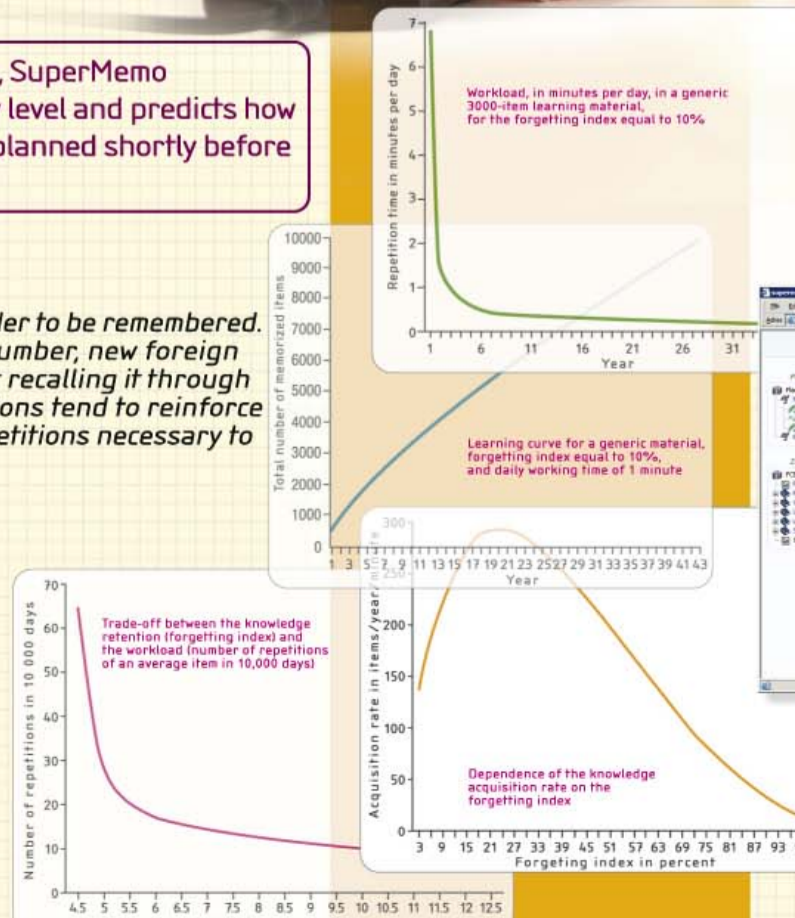 , SuperMemo
level and predicts how
planned shortly before
der to be remembered.
umber, new foreign
recalling it through
ons tend to reinforce
etitions necessary to
7
6
5
4
3
2
1
0
Repetition time in minutes per day
Workload, in minutes per day, in a generic
3000-item learning material,
for the forgetting index equal to 10%
1 6 11 16 21 26 31
Year
10000
9000
8000
7000
6000
5000
4000
3000
2000
1000
0
Total number of memorized items
Learning curve for a generic material,
forgetting index equal to 10%,
and daily working time of 1 minute
1 3 5 7 9 11 13 15 17 19 21 23 25 27 29 31 33 35 37 39 41 43
Year
70
60
50
40
30
20
10
0
Number of repetitions in 10 000 days
Trade-off between the knowledge
retention (forgetting index) and
the workload (number of repetitions
of an average item in 10,000 days)
4.5 5 5.5 6 6.5 7 7.5 8 8.5 9 9.5 10 10.5 11 11.5 12 12.5
300
250
200
150
100
50
0
Acquisition rate in items/year/minute
Dependence of the knowledge
acquisition rate on the
forgetting index
3 9 15 21 27 33 39 45 51 57 63 69 75 81 87 93
Forgeting index in percent